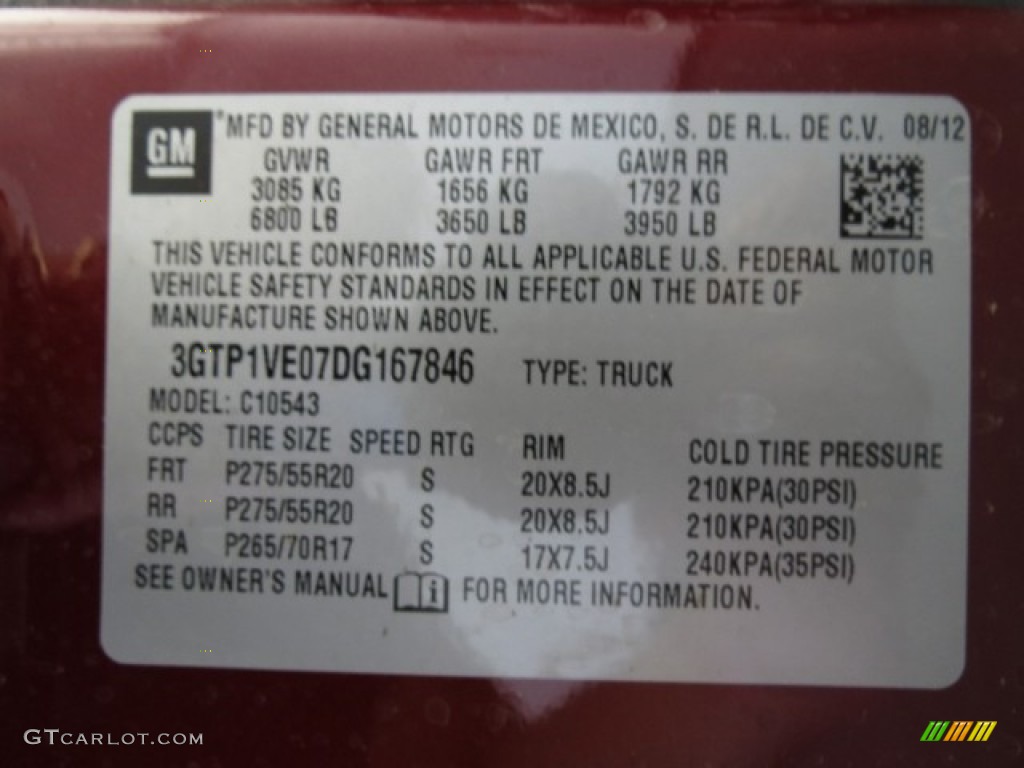 GM
MFD BY GENERAL MOTORS DE MEXICO, S. DE R.L. DE C.V. 08/12
GVWR GAWR FRT GAWR RR
3085 KG 1656 KG 1792 KG
6800 LB 3650 LB 3950 LB
THIS VEHICLE CONFORMS TO ALL APPLICABLE U.S. FEDERAL MOTOR
VEHICLE SAFETY STANDARDS IN EFFECT ON THE DATE OF
MANUFACTURE SHOWN ABOVE.
3GTP1VE07DG167846 TYPE: TRUCK
MODEL: C10543
CCPS TIRE SIZE SPEED RTG RIM COLD TIRE PRESSURE
FRT P275/55R20 S 20X8.5J 210KPA(30PSI)
RR P275/55R20 S 20X8.5J 210KPA(30PSI)
SPA P265/70R17 S 17X7.5J 240KPA(35PSI)
SEE OWNER'S MANUAL i FOR MORE INFORMATION.
GTCARLOT.COM